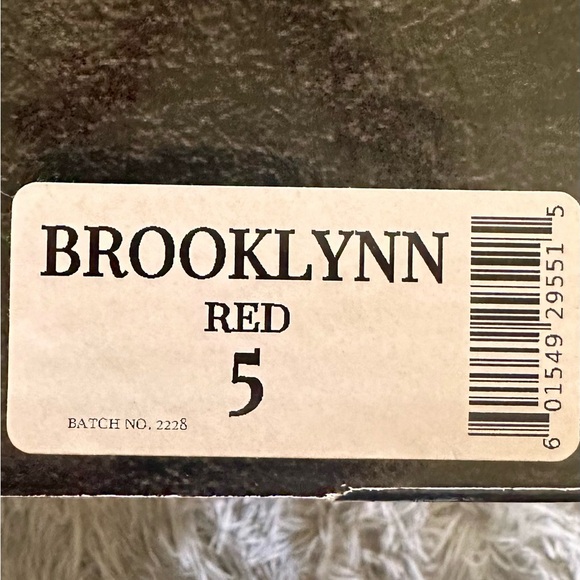 BROOKLYNN
RED
5
BATCH NO. 2228
6 01549 29551 5